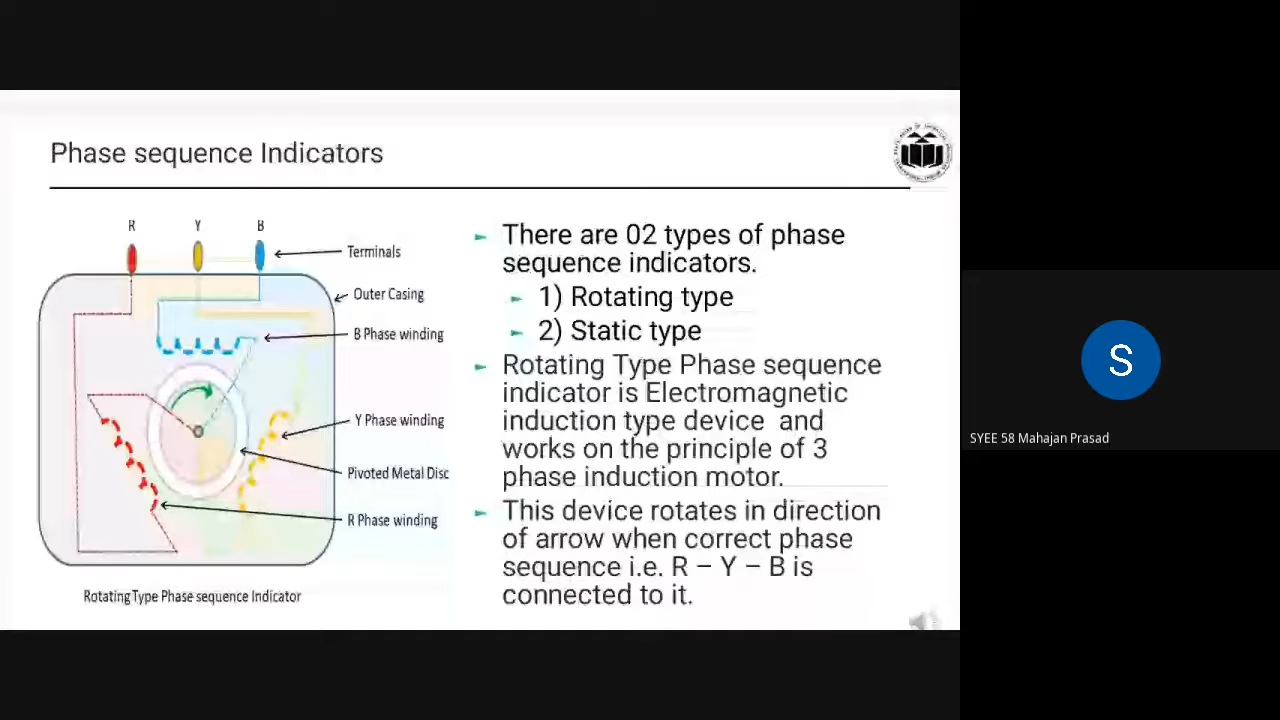 Phase sequence Indicators
R Y B
Terminals
Outer Casing
B Phase winding
Y Phase winding
Pivoted Metal Disc
R Phase winding
Rotating Type Phase sequence Indicator
There are 02 types of phase
sequence indicators.
1) Rotating type
2) Static type
Rotating Type Phase sequence
indicator is Electromagnetic
induction type device and
works on the principle of 3
phase induction motor.
This device rotates in direction
of arrow when correct phase
sequence i.e. R – Y – B is
connected to it.
S
SYEE 58 Mahajan Prasad